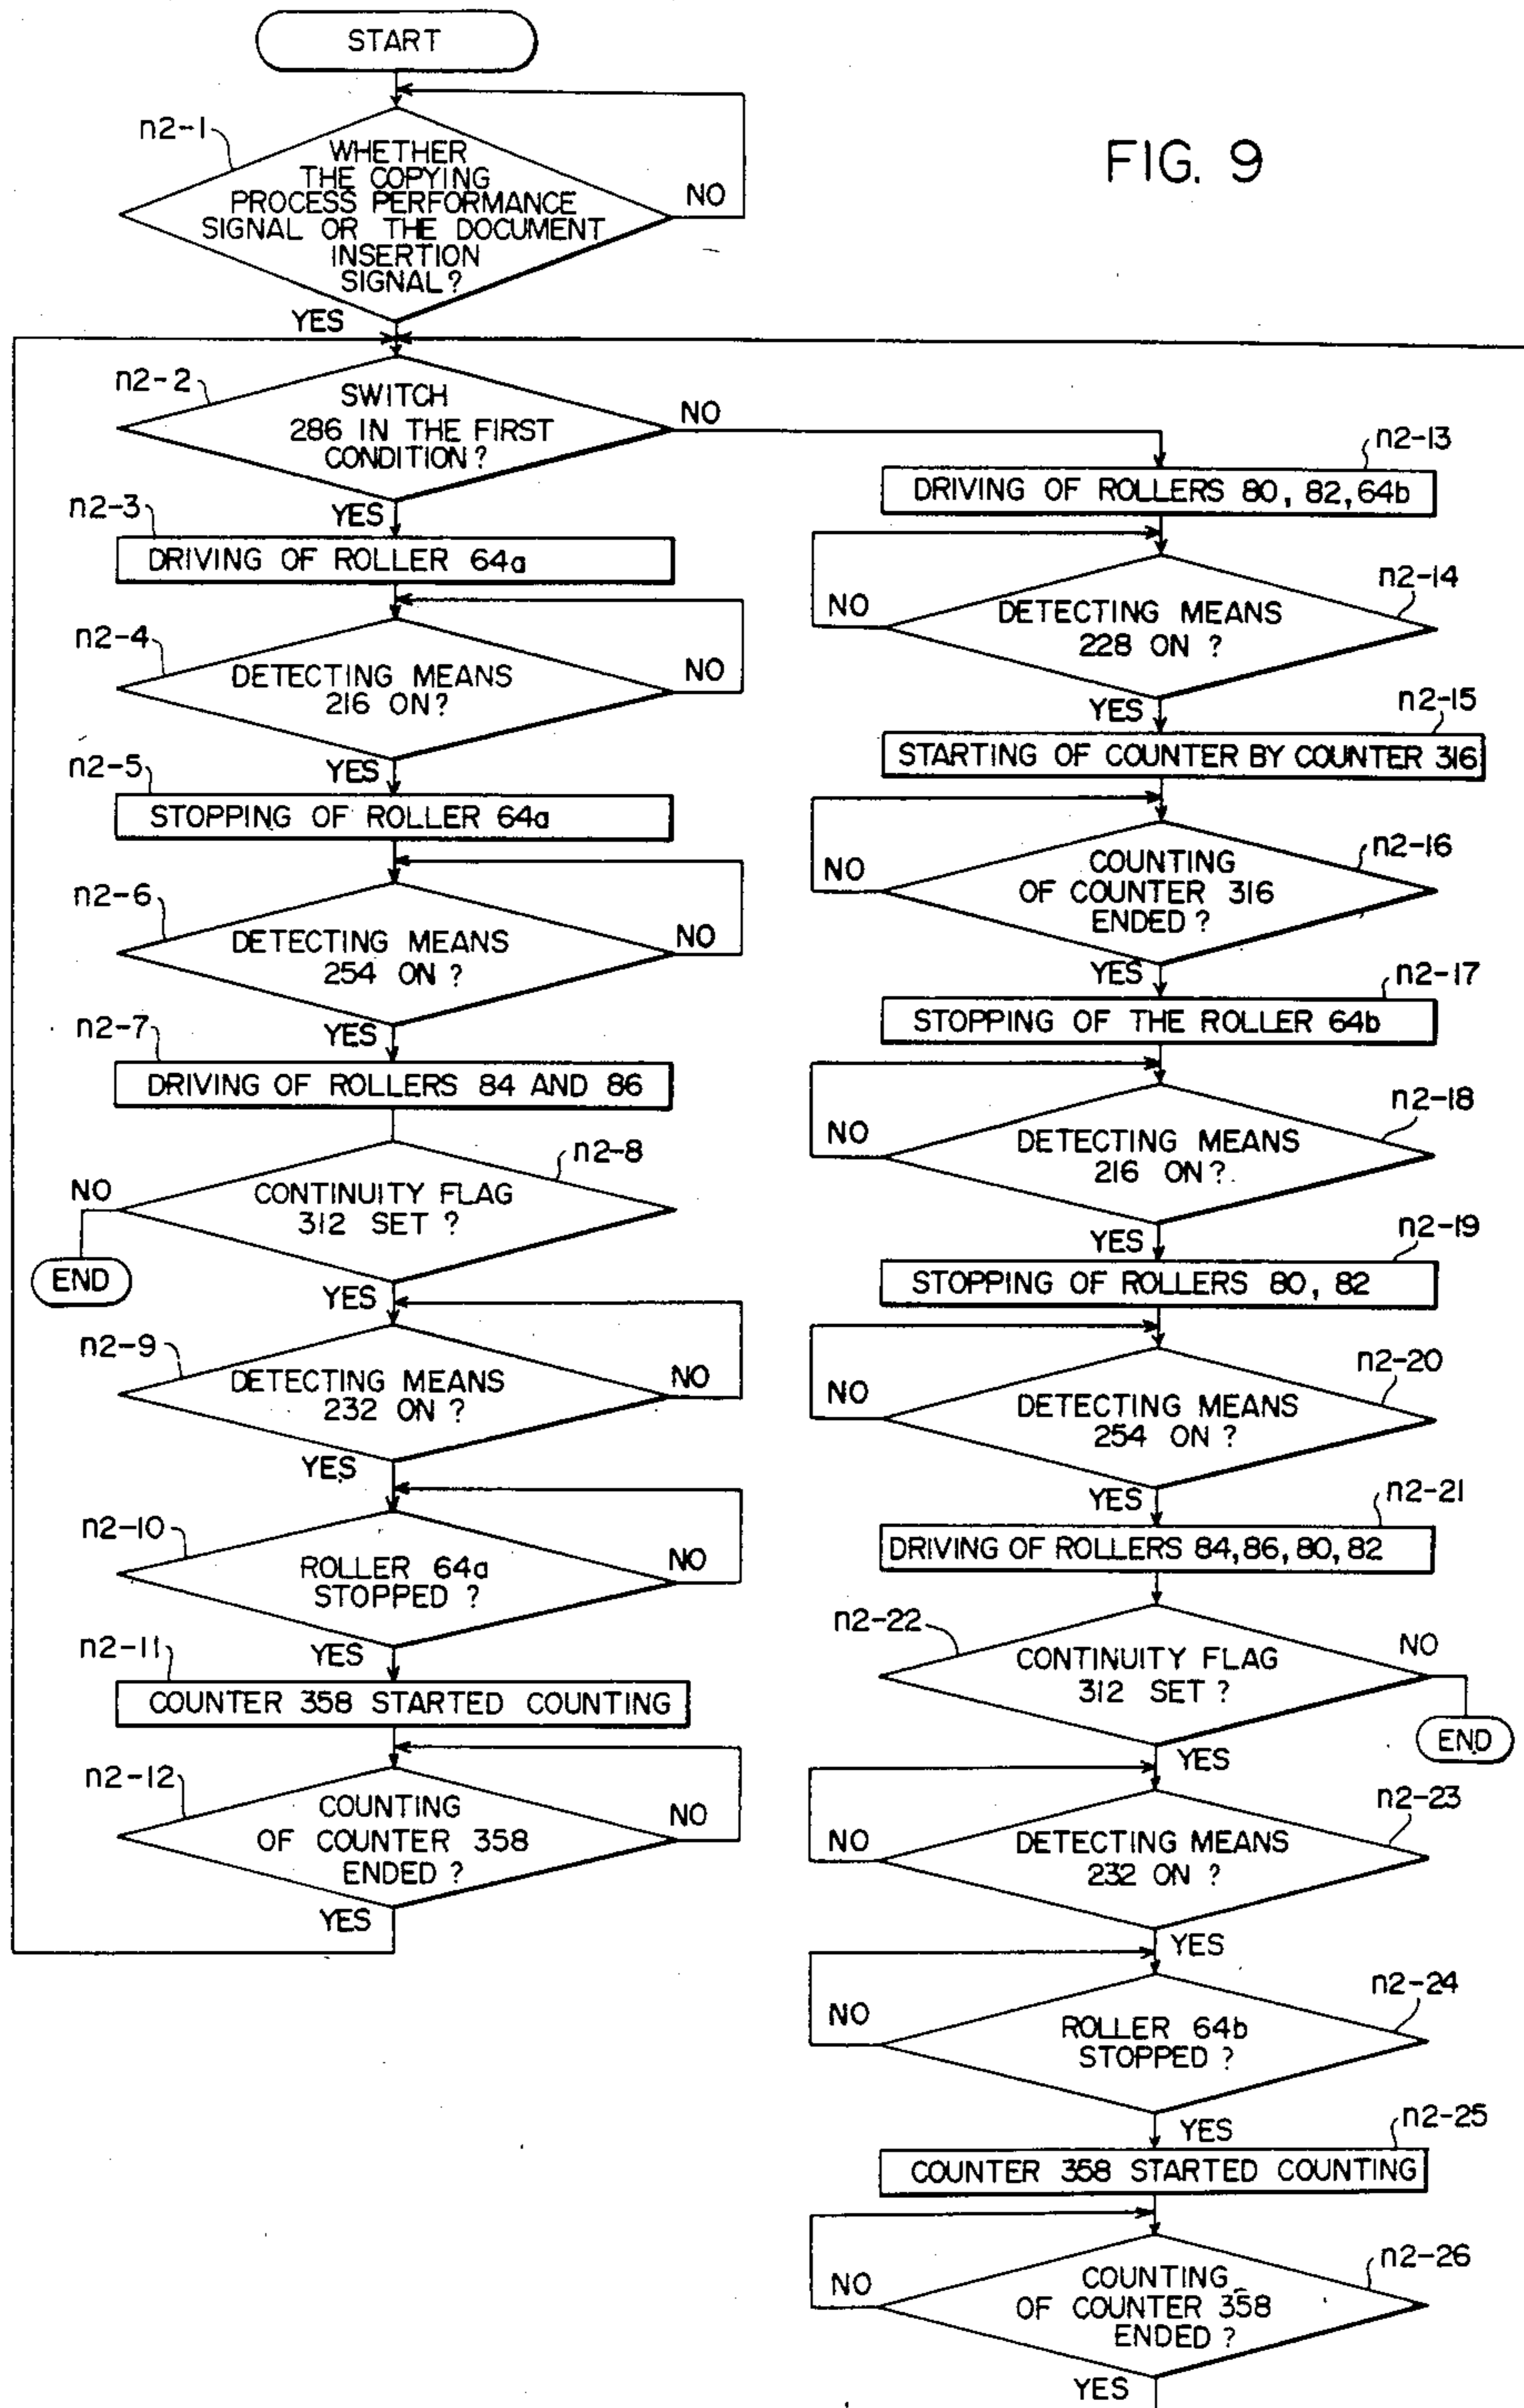 START
FIG. 9
n2-1
WHETHER
THE COPYING
PROCESS PERFORMANCE
SIGNAL OR THE DOCUMENT
INSERTION
SIGNAL?
NO
YES
n2-2
SWITCH
286 IN THE FIRST
CONDITION?
NO
YES
n2-3
DRIVING OF ROLLER 64a
n2-4
DETECTING MEANS
216 ON?
NO
YES
n2-5
STOPPING OF ROLLER 64a
n2-6
DETECTING MEANS
254 ON ?
NO
YES
n2-7
DRIVING OF ROLLERS 84 AND 86
n2-8
CONTINUITY FLAG
312 SET ?
NO
END
YES
n2-9
DETECTING MEANS
232 ON ?
NO
YES
n2-10
ROLLER 64a
STOPPED ?
NO
YES
n2-11
COUNTER 358 STARTED COUNTING
n2-12
COUNTING
OF COUNTER 358
ENDED ?
NO
YES
n2-13
DRIVING OF ROLLERS 80, 82, 64b
n2-14
DETECTING MEANS
228 ON ?
NO
YES
n2-15
STARTING OF COUNTER BY COUNTER 316
n2-16
COUNTING
OF COUNTER 316
ENDED ?
NO
YES
n2-17
STOPPING OF THE ROLLER 64b
n2-18
DETECTING MEANS
216 ON?
NO
YES
n2-19
STOPPING OF ROLLERS 80, 82
n2-20
DETECTING MEANS
254 ON ?
NO
YES
n2-21
DRIVING OF ROLLERS 84, 86, 80, 82
n2-22
CONTINUITY FLAG
312 SET ?
NO
END
YES
n2-23
DETECTING MEANS
232 ON ?
NO
YES
n2-24
ROLLER 64b
STOPPED ?
NO
YES
n2-25
COUNTER 358 STARTED COUNTING
n2-26
COUNTING
OF COUNTER 358
ENDED ?
NO
YES